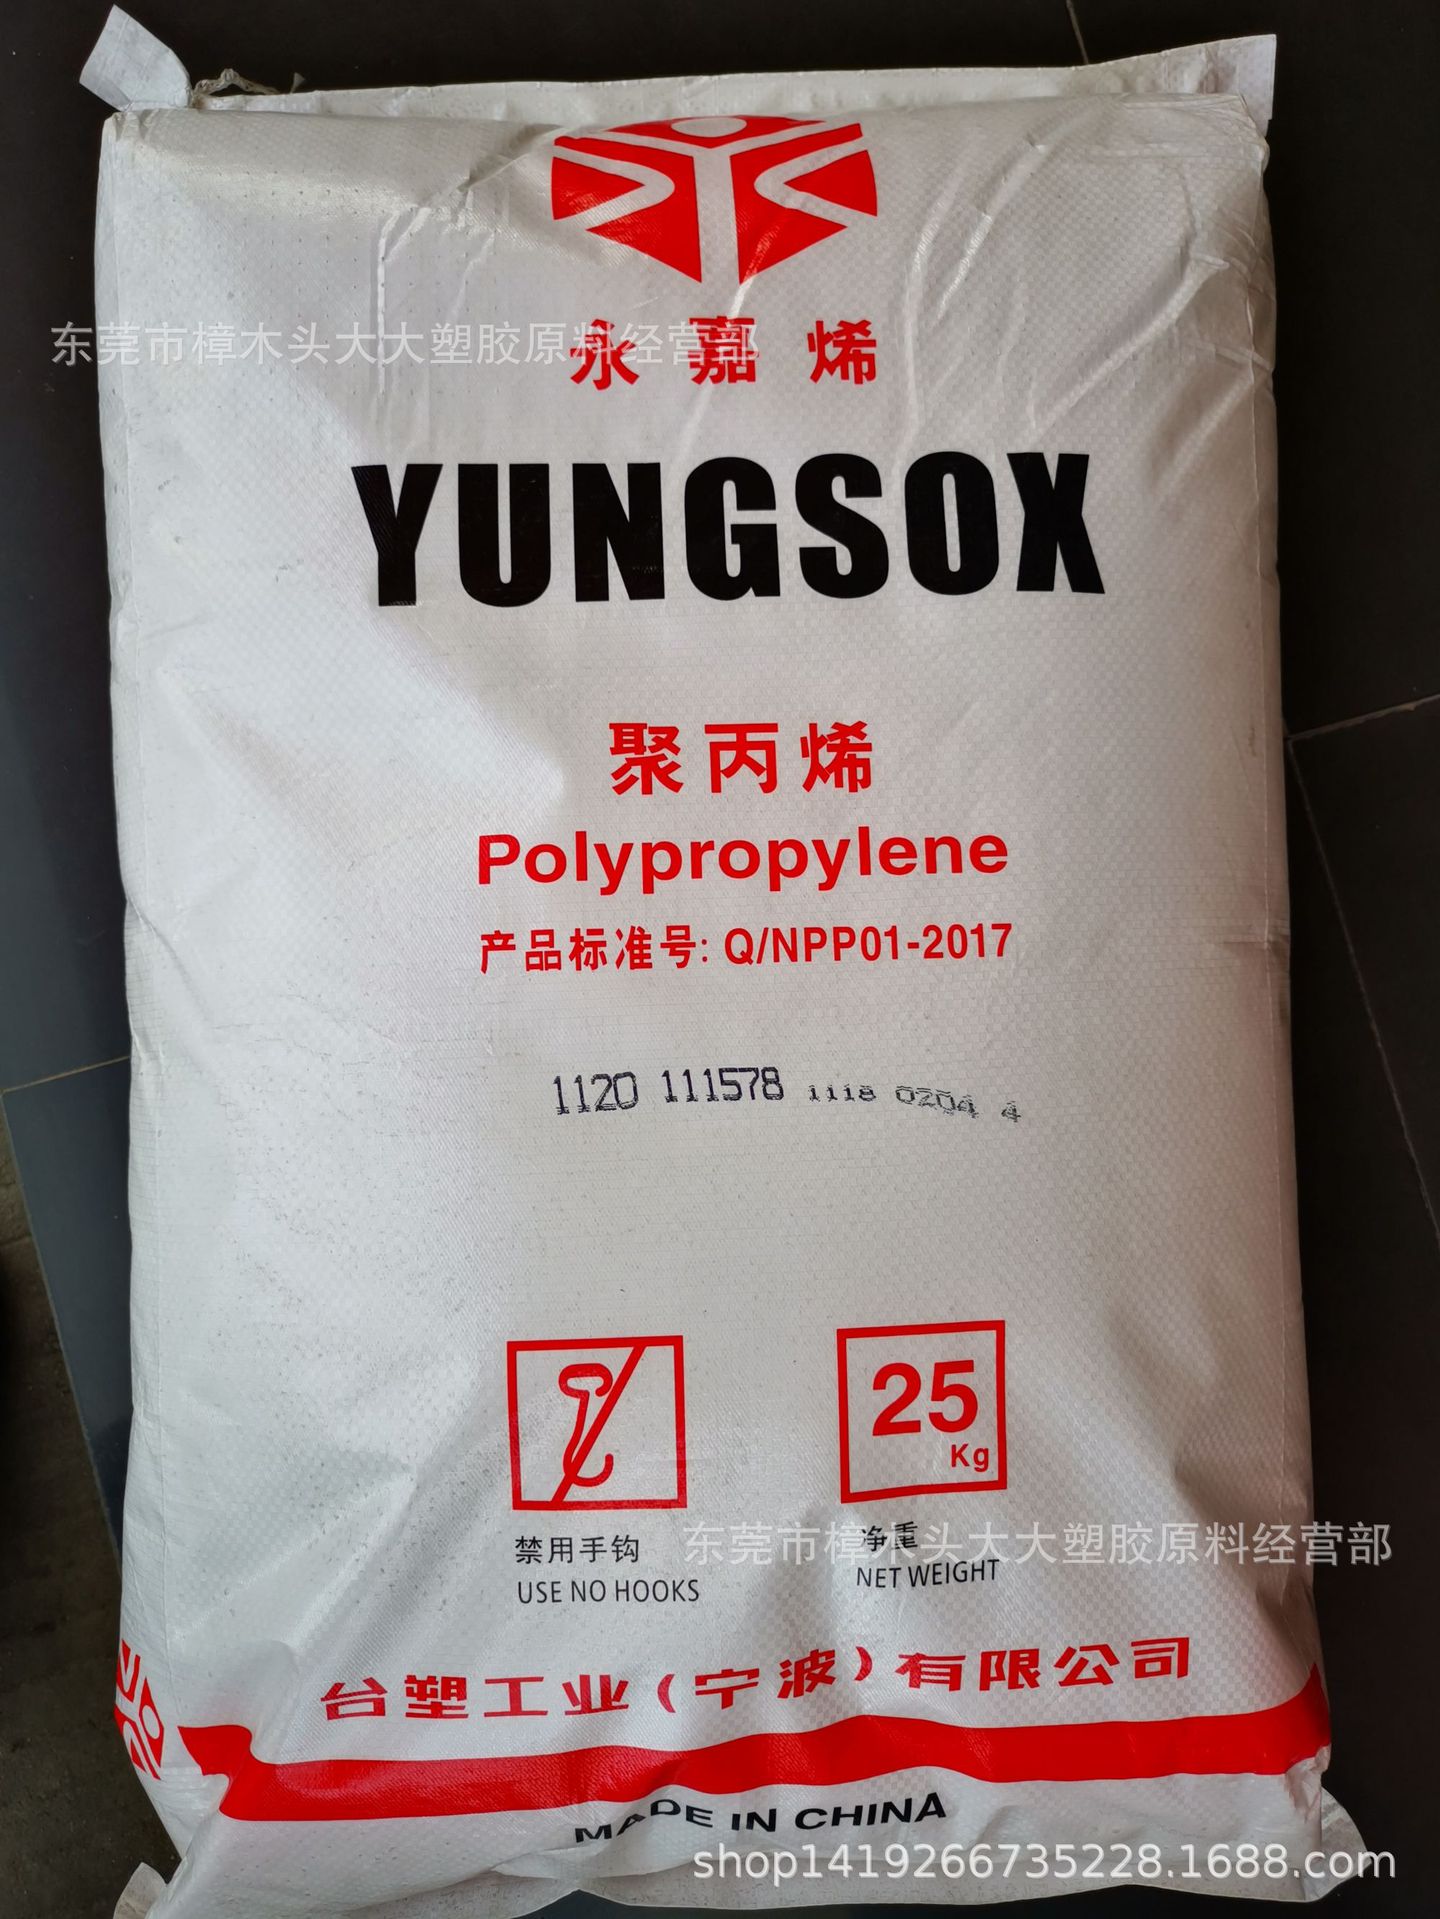 永嘉烯
东莞市樟木头大大塑胶原料经营部
YUNGSOX
聚丙烯
Polypropylene
产品标准号: Q/NPP01-2017
1120 111578 1118 0204 4
25
Kg
禁用手钩
净重
东莞市樟木头大大塑胶原料经营部
USE NO HOOKS
NET WEIGHT
台塑工业(宁波)有限公司
MADE IN CHINA
shop1419266735228.1688.com